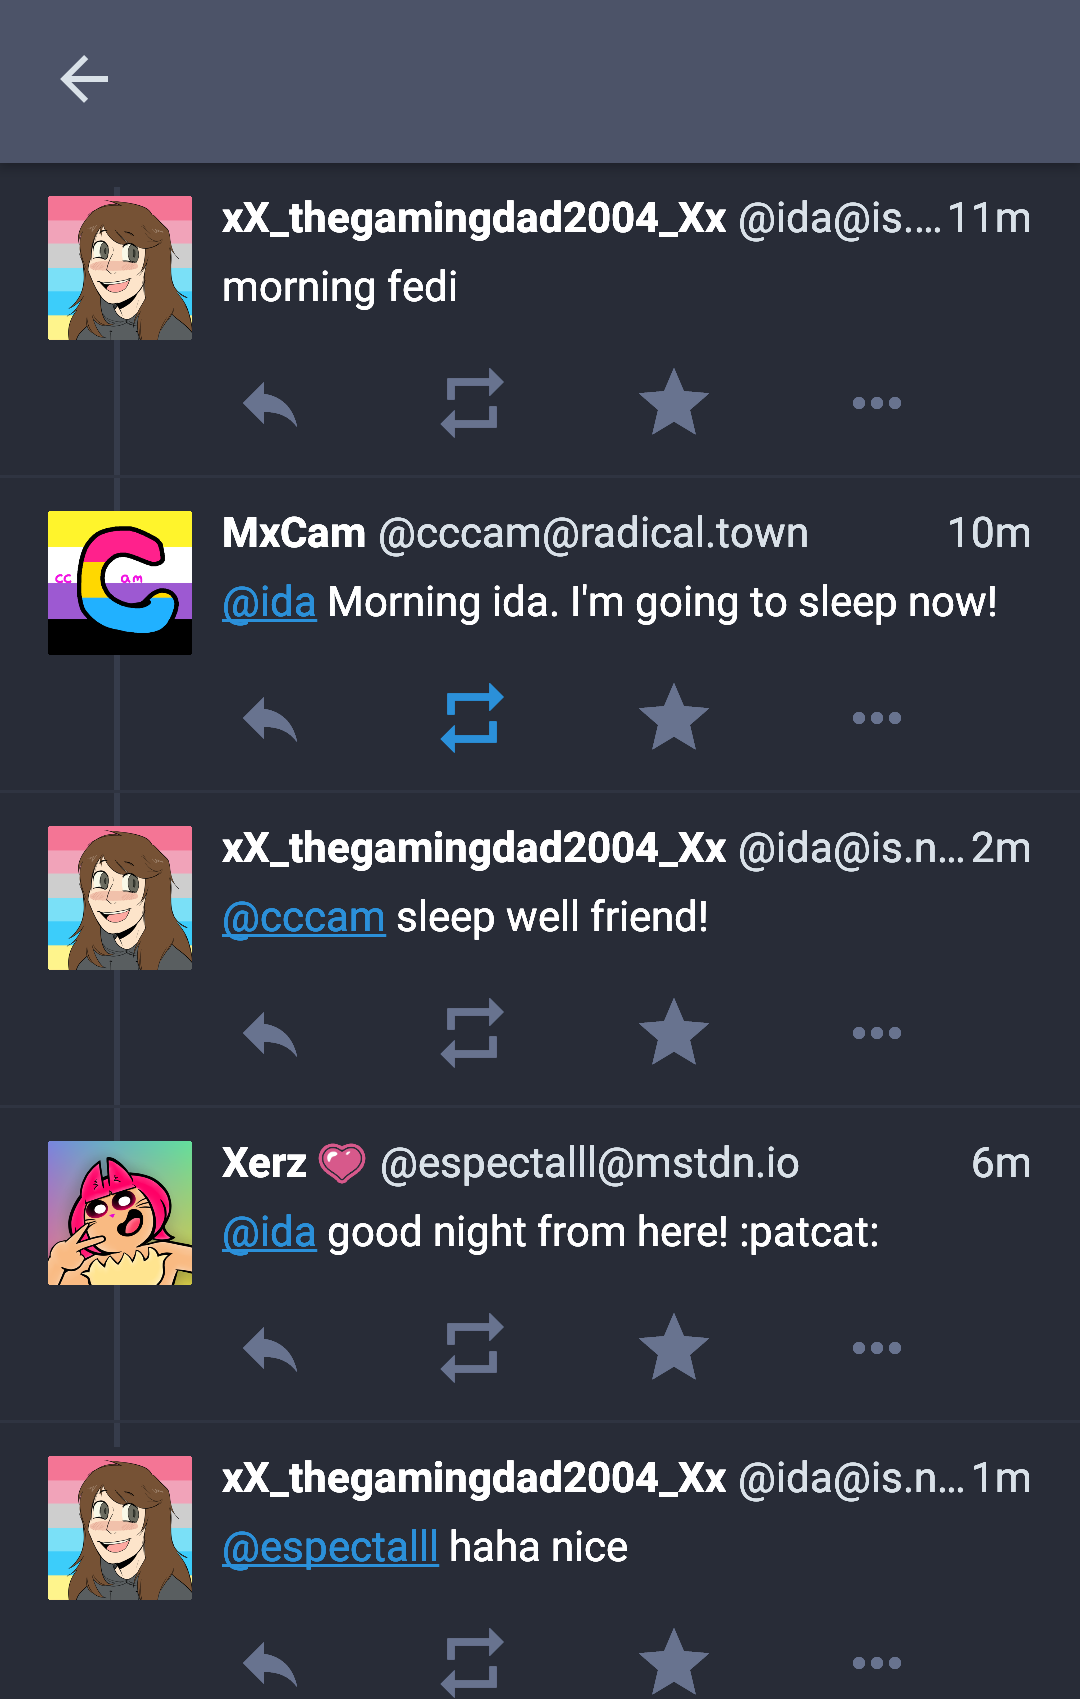 xX_thegamingdad2004_Xx @ida@is.... 11m
morning fedi
cc am
MxCam @cccam@radical.town 10m
@ida Morning ida. I'm going to sleep now!
xX_thegamingdad2004_Xx @ida@is.n... 2m
@cccam sleep well friend!
Xerz @espectalll@mstdn.io 6m
@ida good night from here! :patcat:
xX_thegamingdad2004_Xx @ida@is.n... 1m
@espectalll haha nice